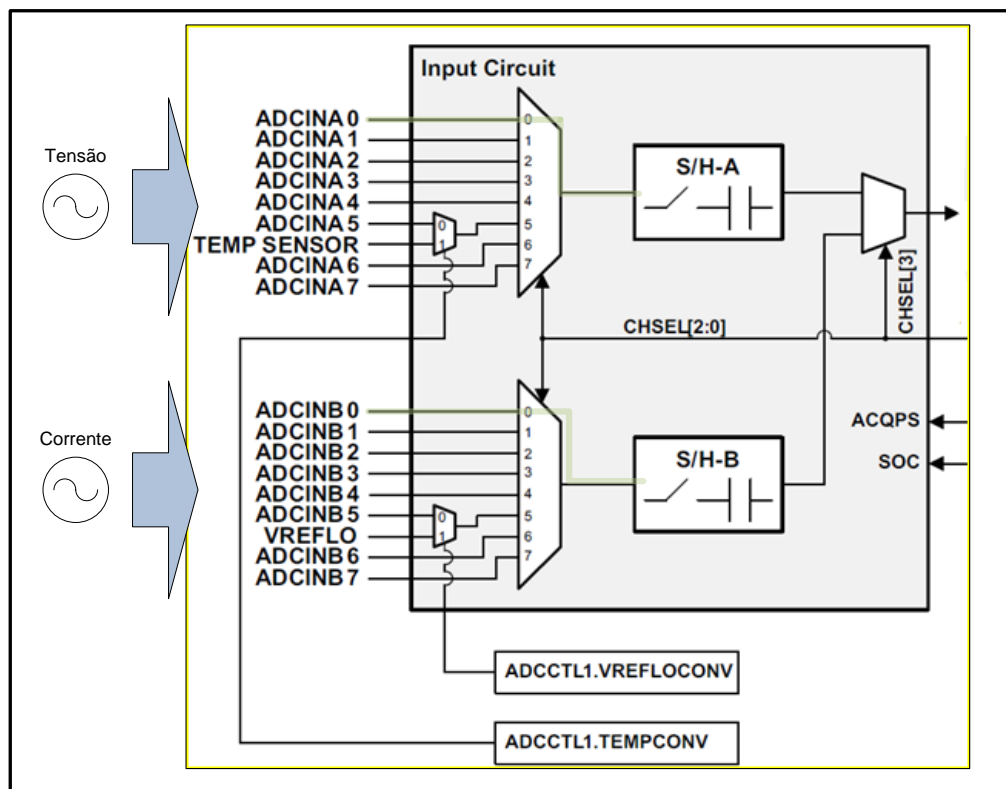 Input Circuit
Tensão
ADCINA 0
ADCINA 1
ADCINA 2
ADCINA 3
ADCINA 4
ADCINA 5
TEMP SENSOR
ADCINA 6
ADCINA 7
0
1
2
3
4
5
6
7
0
1
S/H-A
CHSEL[2:0]
CHSEL[3]
Corrente
ADCINB 0
ADCINB 1
ADCINB 2
ADCINB 3
ADCINB 4
ADCINB 5
VREFLO
ADCINB 6
ADCINB 7
0
1
2
3
4
5
6
7
0
1
S/H-B
ACQPS
SOC
ADCCTL1.VREFLOCONV
ADCCTL1.TEMPCONV